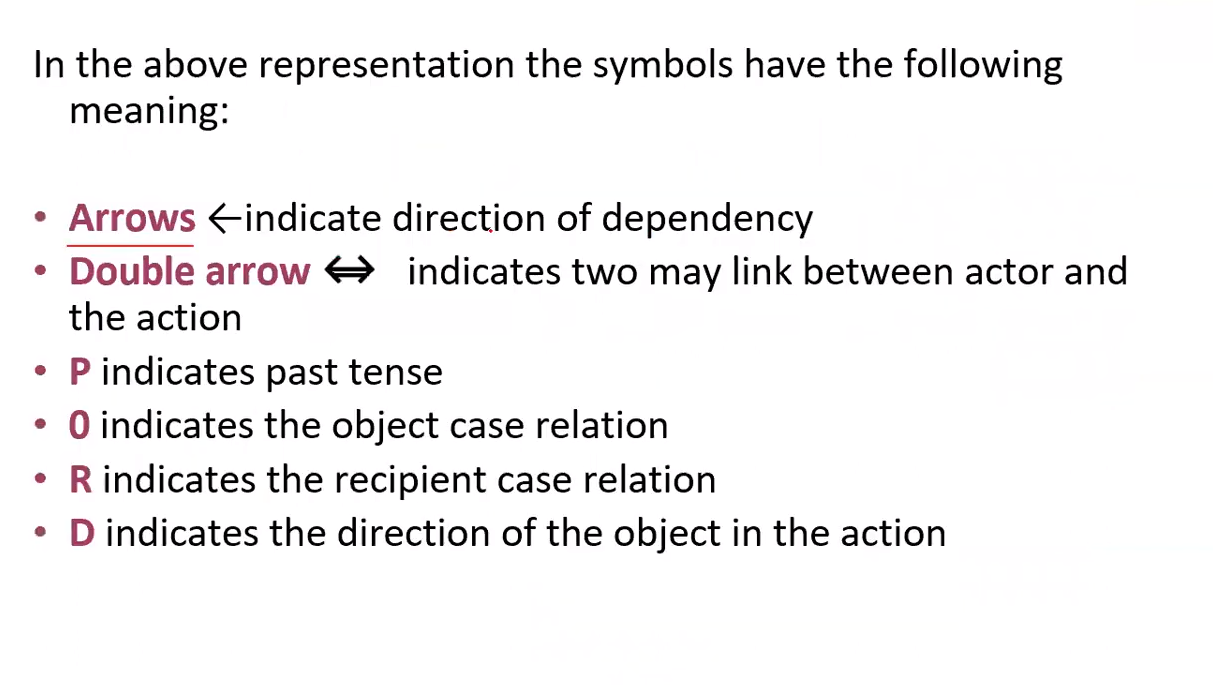 In the above representation the symbols have the following
meaning:
• Arrows ←indicate direction of dependency
• Double arrow ⇔ indicates two may link between actor and
the action
• P indicates past tense
• 0 indicates the object case relation
• R indicates the recipient case relation
• D indicates the direction of the object in the action